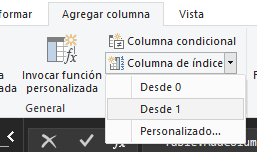 formar
Agregar columna
Vista
Invocar función
personalizada
Columna condicional
Columna de índice
General
Desde 0
Desde 1
Personalizado...